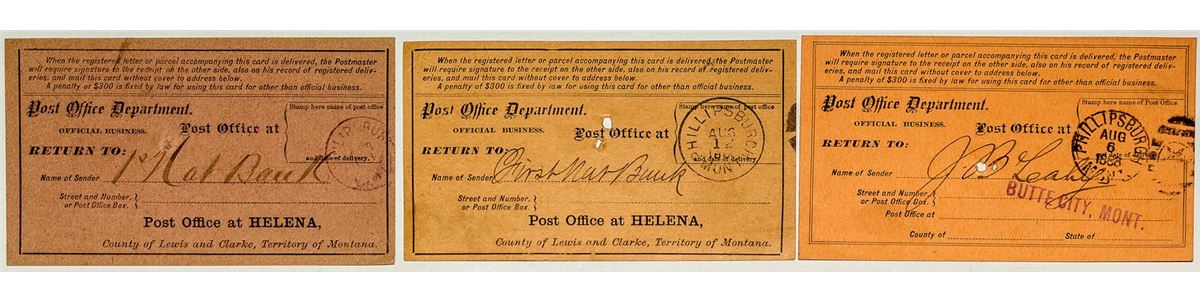 When the registered letter or parcel accompanying this card is delivered, the Postmaster
will require signature to the receipt on the other side, also on his record of registered deliv-
eries, and mail this card without cover to address below.
A penalty of $300 is fixed by law for using this card for other than official business.
Post Office Department.
OFFICIAL BUSINESS.
Stamp here name of post office
Post Office at
and date of delivery.
RETURN TO:
Name of Sender 1st Nat Bank
Street and Number,
or Post Office Box.
Post Office at HELENA,
County of Lewis and Clarke, Territory of Montana.
When the registered letter or parcel accompanying this card is delivered, the Postmaster
will require signature to the receipt on the other side, also on his record of registered deliv-
eries, and mail this card without cover to address below.
A penalty of $300 is fixed by law for using this card for other than official business.
Post Office Department.
OFFICIAL BUSINESS.
Stamp here name of post office
Post Office at
and date of delivery.
PHILLIPSBURG
AUG
12
MON
RETURN TO:
Name of Sender First Nat Bank
Street and Number,
or Post Office Box.
Post Office at HELENA,
County of Lewis and Clarke, Territory of Montana.
When the registered letter or parcel accompanying this card is delivered, the Postmaster
will require signature to the receipt on the other side, also on his record of registered deliv-
eries, and mail this card without cover to address below.
A penalty of $300 is fixed by law for using this card for other than official business.
Post Office Department.
OFFICIAL BUSINESS.
Stamp here name of Post Office
Post Office at
and date of delivery.
PHILLIPSBURG
AUG
6
RETURN TO:
Name of Sender J B
Street and Number,
or Post Office Box.
BUTTE CITY, MONT.
Post Office at
County of State of